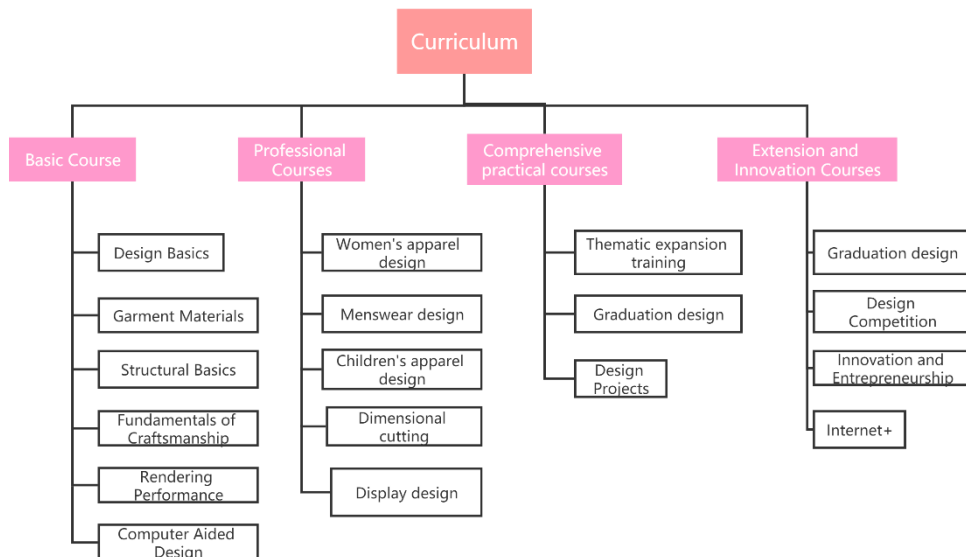 Curriculum
Basic Course
Professional
Courses
Comprehensive
practical courses
Extension and
Innovation Courses
Design Basics
Garment Materials
Structural Basics
Fundamentals of
Craftsmanship
Rendering
Performance
Computer Aided
Design
Women's apparel
design
Menswear design
Children's apparel
design
Dimensional
cutting
Display design
Thematic expansion
training
Graduation design
Design
Projects
Graduation design
Design
Competition
Innovation and
Entrepreneurship
Internet+